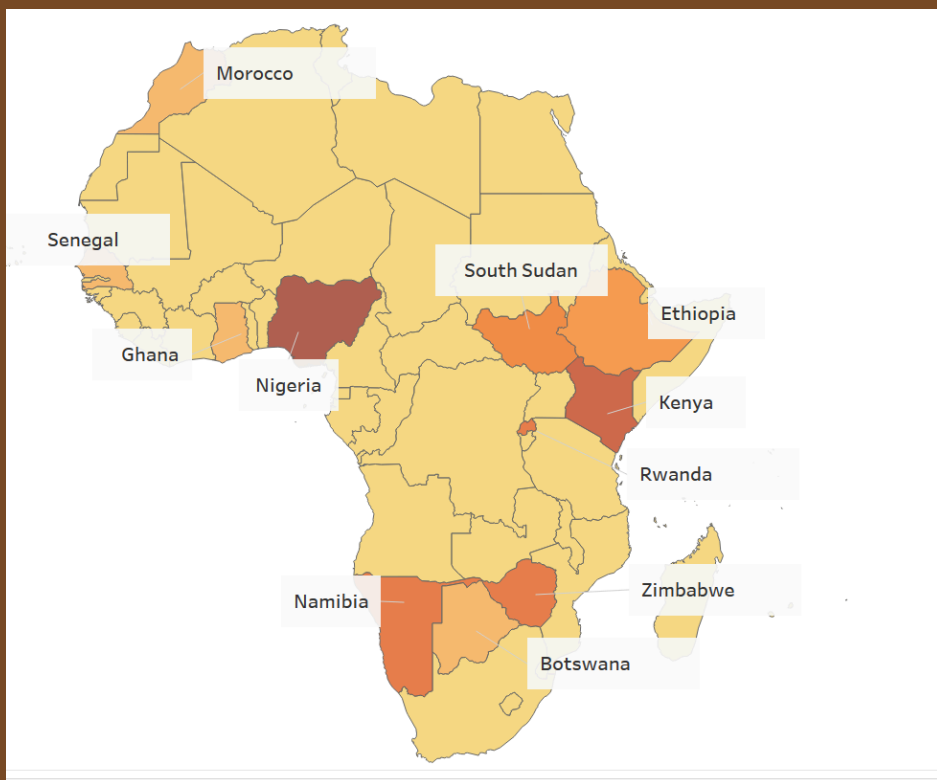 Morocco
Senegal
South Sudan
Ethiopia
Ghana
Nigeria
Kenya
Rwanda
Zimbabwe
Namibia
Botswana